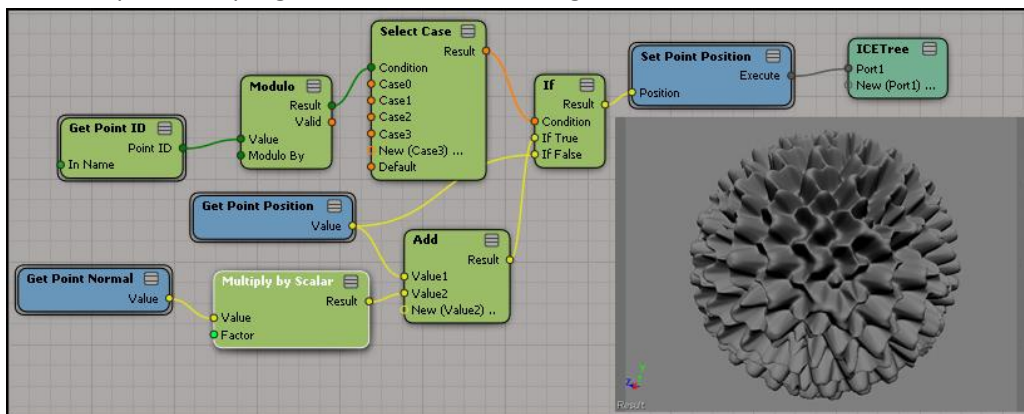 Select Case
Result
Condition
Case0
Case1
Case2
Case3
New (Case3) ...
Default
Modulo
Result
Valid
Value
Modulo By
Get Point ID
Point ID
In Name
If
Result
Condition
If True
If False
Set Point Position
Execute
Position
ICETree
Port1
New (Port1) ...
Get Point Position
Value
Add
Result
Value1
Value2
New (Value2) ..
Get Point Normal
Value
Multiply by Scalar
Result
Value
Factor
y
z
Result